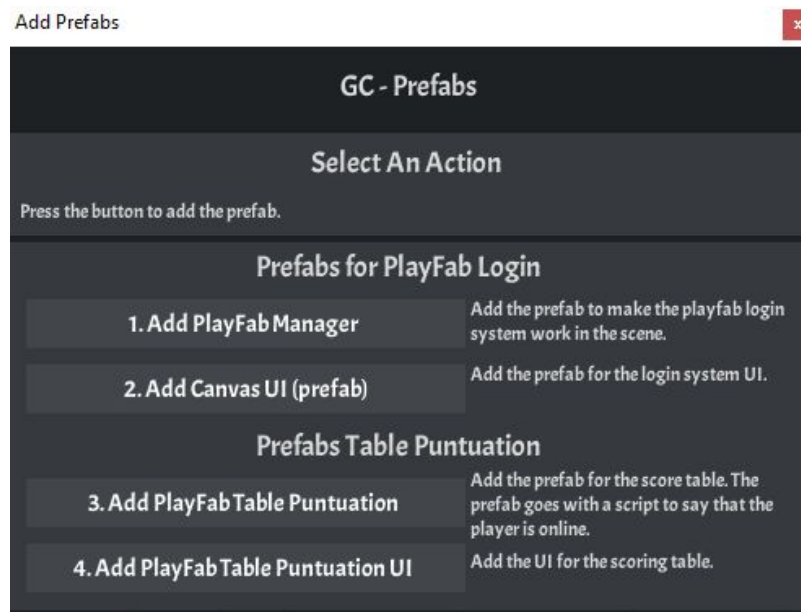 Add Prefabs
x
GC - Prefabs
Select An Action
Press the button to add the prefab.
Prefabs for PlayFab Login
1. Add PlayFab Manager
Add the prefab to make the playfab login
system work in the scene.
2. Add Canvas UI (prefab)
Add the prefab for the login system UI.
Prefabs Table Puntuation
3. Add PlayFab Table Puntuation
Add the prefab for the score table. The
prefab goes with a script to say that the
player is online.
4. Add PlayFab Table Puntuation UI
Add the UI for the scoring table.